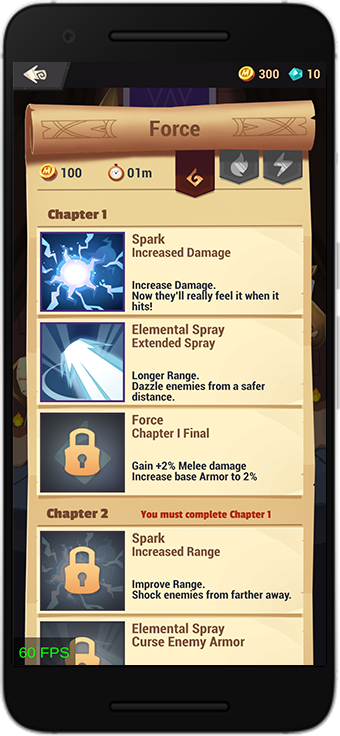 300 10
Force
100 01m
Chapter 1
Spark
Increased Damage
Increase Damage.
Now they'll really feel it when it
hits!
Elemental Spray
Extended Spray
Longer Range.
Dazzle enemies from a safer
distance.
Force
Chapter I Final
Gain +2% Melee damage
Increase base Armor to 2%
Chapter 2 You must complete Chapter 1
Spark
Increased Range
Improve Range.
Shock enemies from farther away.
Elemental Spray
Curse Enemy Armor
60 FPS